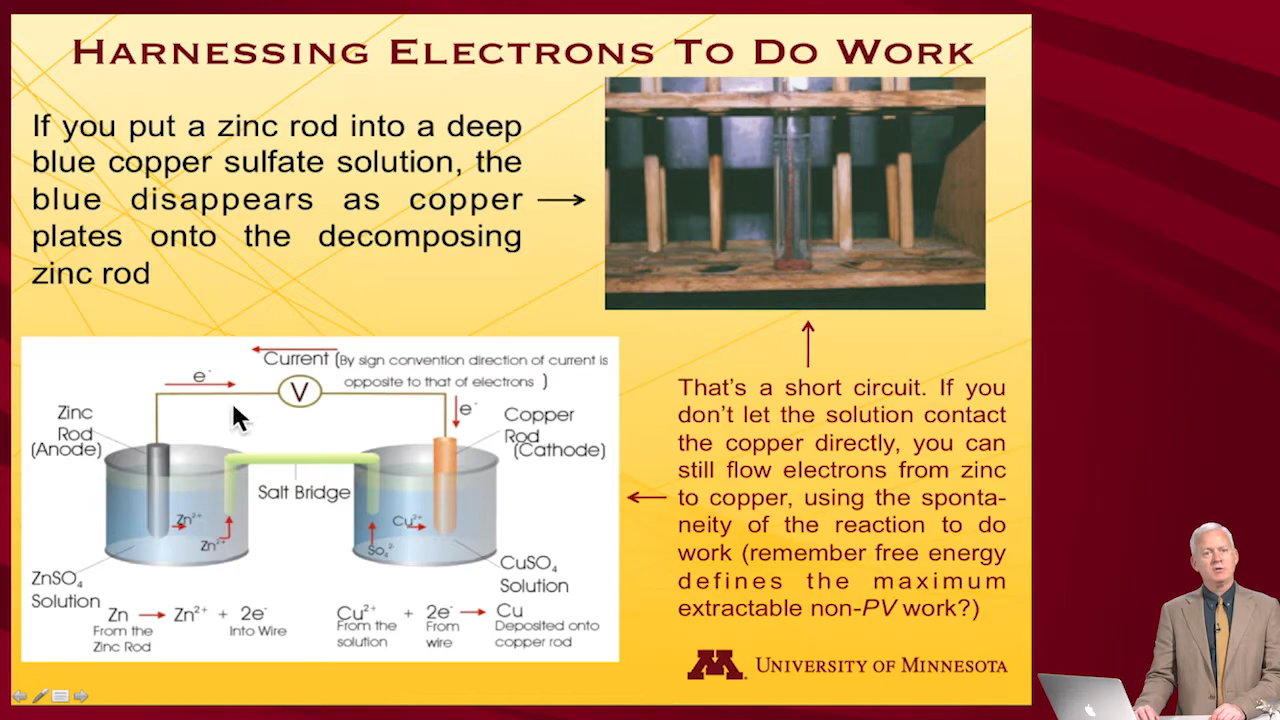 HARNESSING ELECTRONS TO DO WORK
If you put a zinc rod into a deep
blue copper sulfate solution, the
blue disappears as copper
plates onto the decomposing
zinc rod
Current (By sign convention direction of current is
opposite to that of electrons )
e-
V
e-
Zinc
Rod
(Anode)
Copper
Rod
(Cathode)
Salt Bridge
Zn2+
Zn2+
Cu2+
So42-
ZnSO4
Solution
CuSO4
Solution
Zn → Zn2+ + 2e-
From the
Zinc Rod
Into Wire
Cu2+ + 2e- → Cu
From the
solution
From
wire
Deposited onto
copper rod
That's a short circuit. If you
don't let the solution contact
the copper directly, you can
still flow electrons from zinc
to copper, using the sponta-
neity of the reaction to do
work (remember free energy
defines the maximum
extractable non-PV work?)
M UNIVERSITY OF MINNESOTA